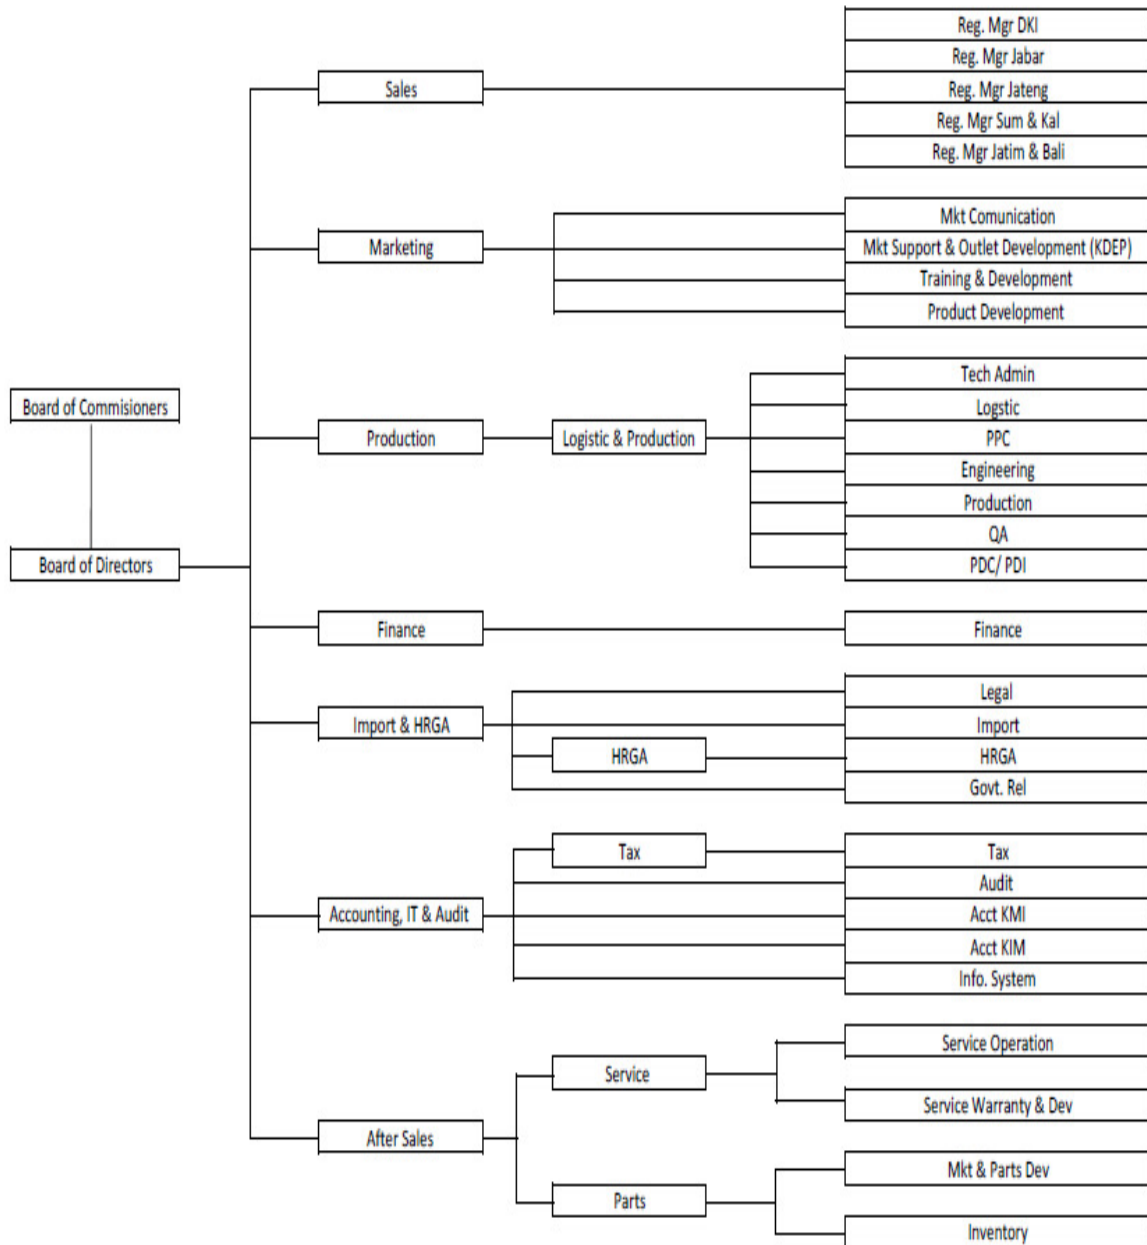 Board of Commisioners
Board of Directors
Sales
Reg. Mgr DKI
Reg. Mgr Jabar
Reg. Mgr Jateng
Reg. Mgr Sum & Kal
Reg. Mgr Jatim & Bali
Marketing
Mkt Comunication
Mkt Support & Outlet Development (KDEP)
Training & Development
Product Development
Production
Logistic & Production
Tech Admin
Logstic
PPC
Engineering
Production
QA
PDC/ PDI
Finance
Finance
Import & HRGA
Legal
Import
HRGA
HRGA
Govt. Rel
Accounting, IT & Audit
Tax
Tax
Audit
Acct KMI
Acct KIM
Info. System
After Sales
Service
Service Operation
Service Warranty & Dev
Parts
Mkt & Parts Dev
Inventory